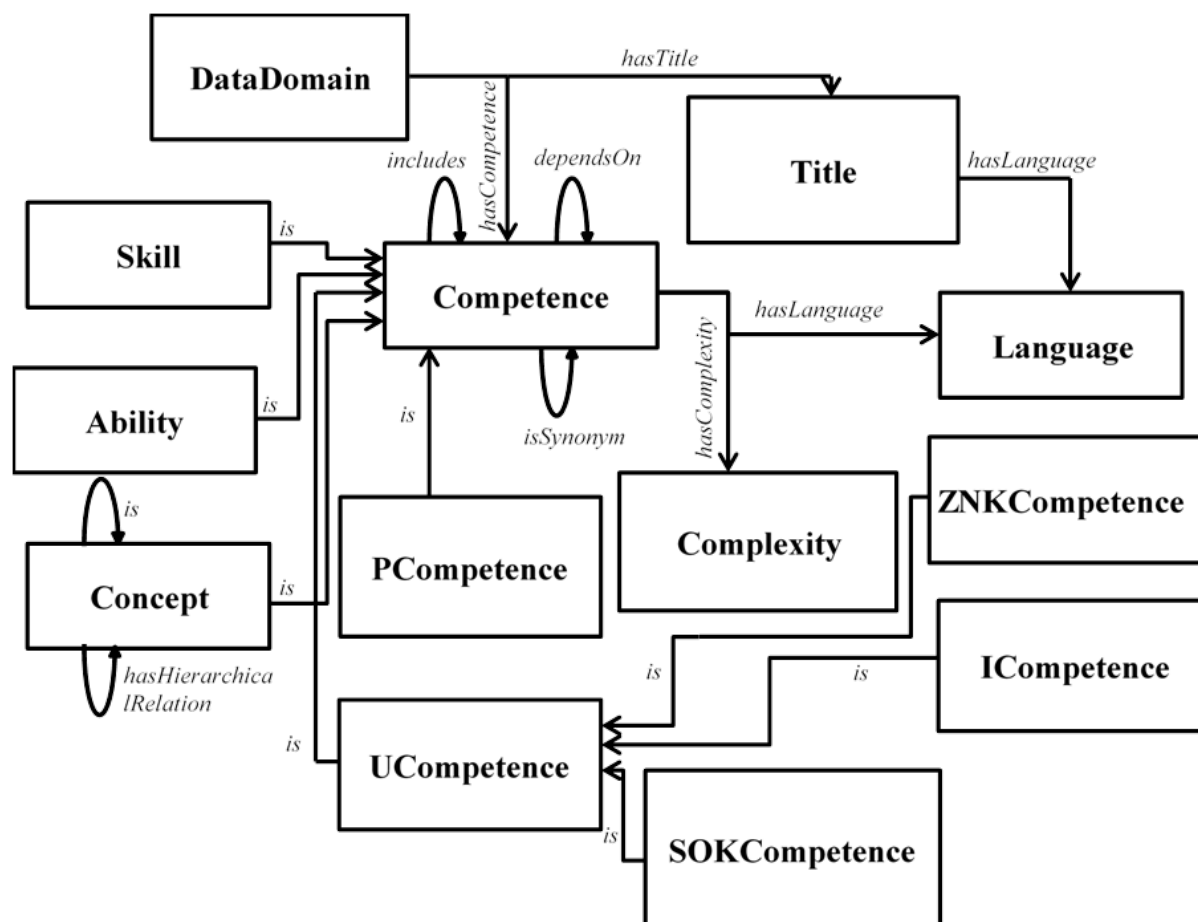 DataDomain
hasTitle
hasCompetence
Title
includes
dependsOn
hasLanguage
Skill
is
Competence
hasLanguage
Language
hasComplexity
Ability
is
is
isSynonym
is
Concept
is
hasHierarchica
lRelation
PCompetence
Complexity
ZNKCompetence
ICompetence
is
is
is
UCompetence
is
SOKCompetence